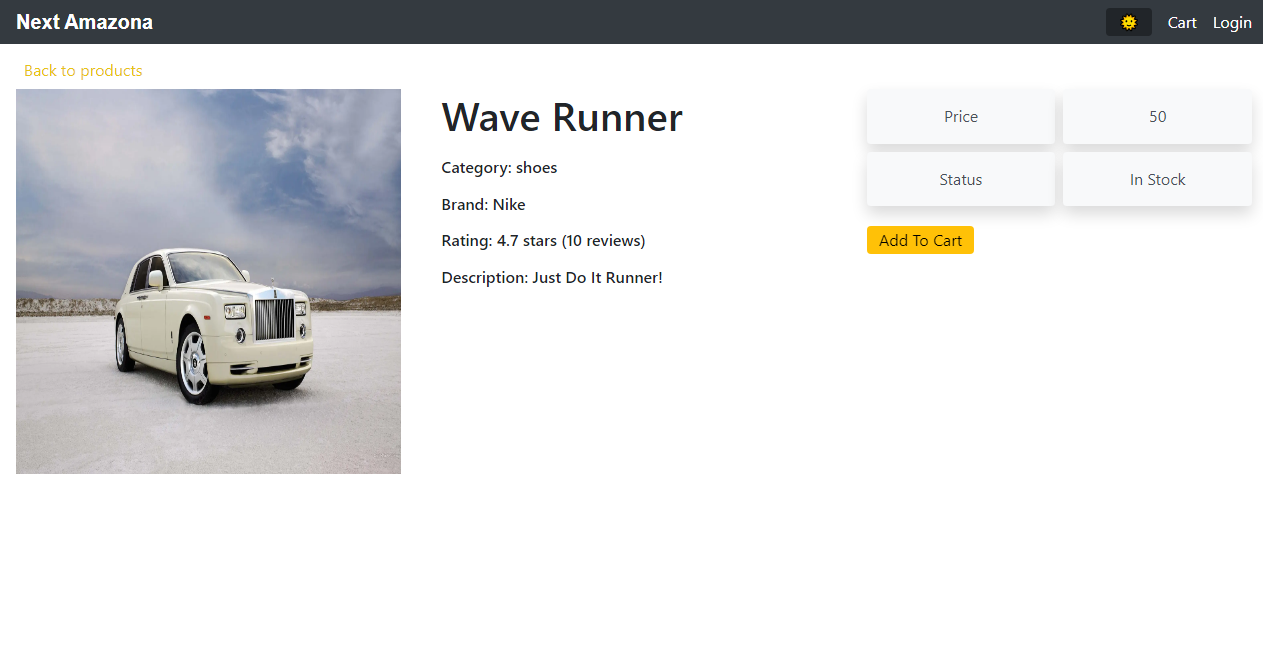 Next Amazona
Cart
Login
Back to products
Wave Runner
Category: shoes
Brand: Nike
Rating: 4.7 stars (10 reviews)
Description: Just Do It Runner!
Price
50
Status
In Stock
Add To Cart